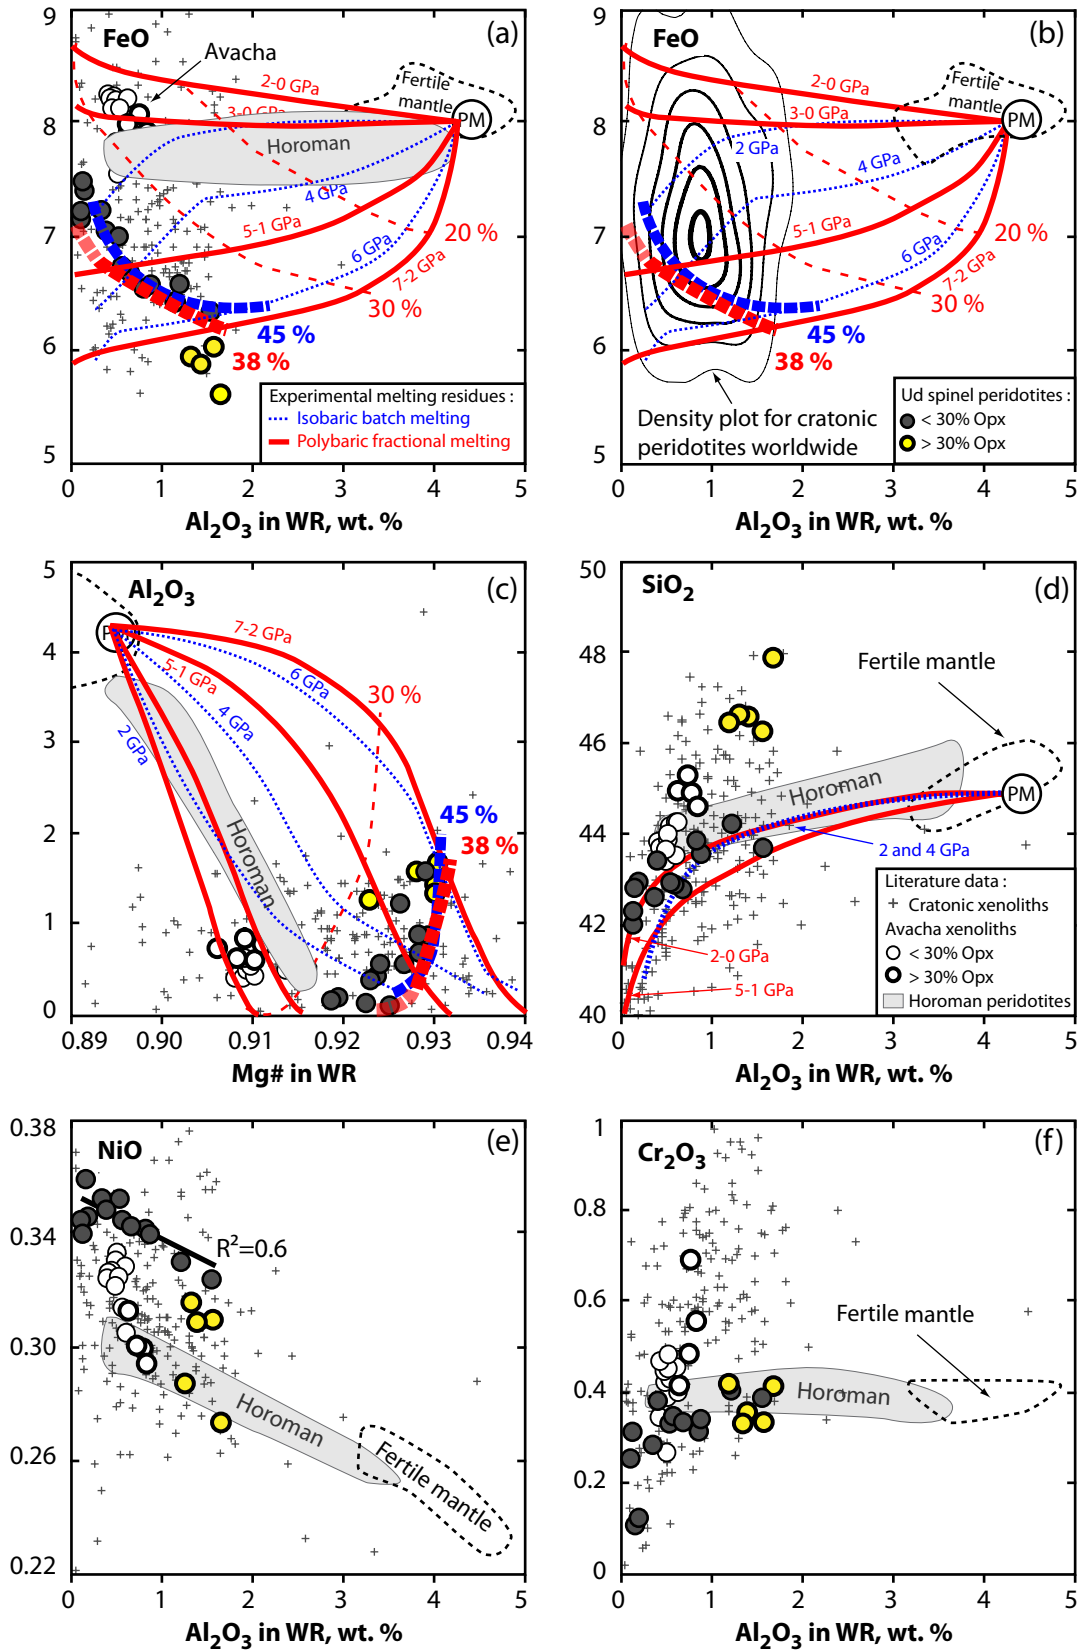 9
FeO
(a)
Avacha
2-0 GPa
Fertile
mantle
PM
3-0 GPa
8
Horoman
2 GPa
4 GPa
7
5-1 GPa
6 GPa
20 %
7-2 GPa
30 %
45 %
38 %
6
Experimental melting residues :
Isobaric batch melting
Polybaric fractional melting
5
0 1 2 3 4 5
Al₂O₃ in WR, wt. %
9
FeO
(b)
2-0 GPa
Fertile
mantle
PM
3-0 GPa
8
2 GPa
4 GPa
7
5-1 GPa
6 GPa
20 %
7-2 GPa
30 %
45 %
38 %
6
Density plot for cratonic
peridotites worldwide
Ud spinel peridotites :
< 30% Opx
> 30% Opx
5
0 1 2 3 4 5
Al₂O₃ in WR, wt. %
5
Al₂O₃
(c)
PM
7-2 GPa
4
5-1 GPa
6 GPa
30 %
4 GPa
2 GPa
3
Horoman
2
45 %
38 %
1
0
0.89 0.90 0.91 0.92 0.93 0.94
Mg# in WR
50
SiO₂
(d)
48
Fertile mantle
46
Horoman
PM
44
2 and 4 GPa
42
2-0 GPa
5-1 GPa
Literature data :
Cratonic xenoliths
Avacha xenoliths
< 30% Opx
> 30% Opx
Horoman peridotites
40
0 1 2 3 4 5
Al₂O₃ in WR, wt. %
0.38
NiO
(e)
0.34
R²=0.6
0.30
Horoman
0.26
Fertile mantle
0.22
0 1 2 3 4 5
Al₂O₃ in WR, wt. %
1
Cr₂O₃
(f)
0.8
0.6
Fertile mantle
0.4
Horoman
0.2
0
0 1 2 3 4 5
Al₂O₃ in WR, wt. %